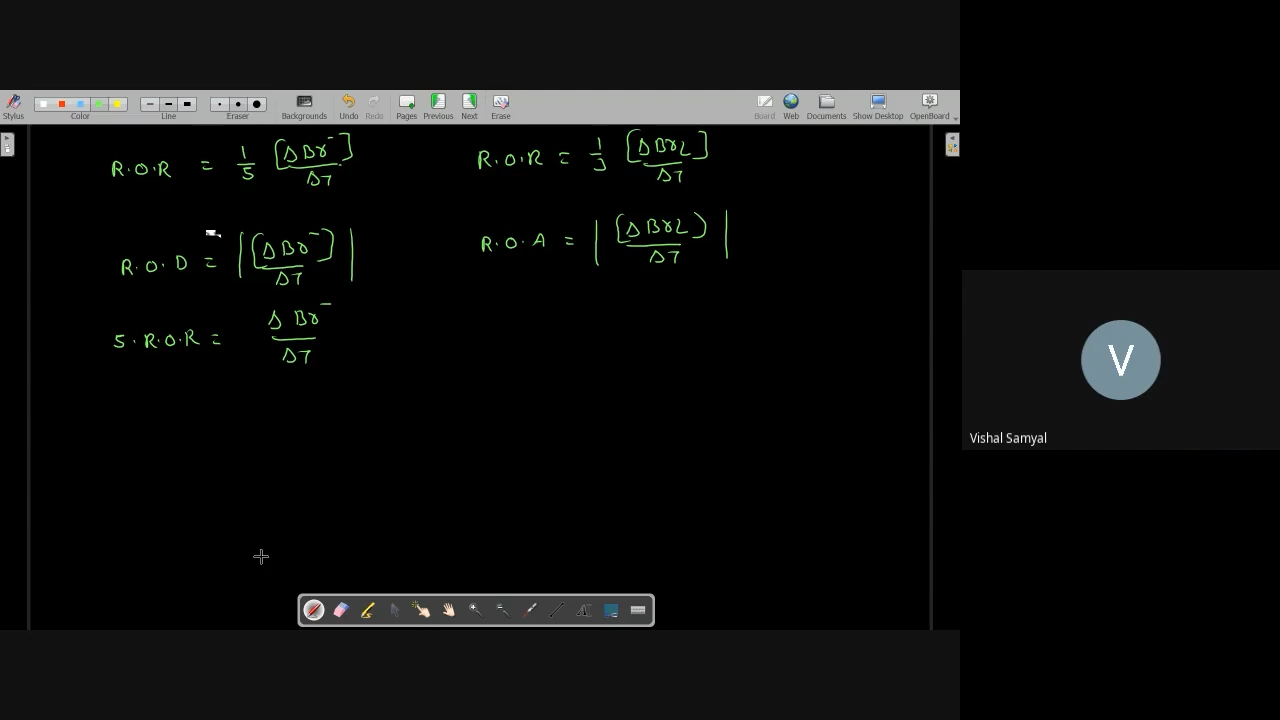 Stylus
Color
Line
Eraser
Backgrounds
Undo
Redo
Pages
Previous
Next
Erase
Board
Web
Documents
Show Desktop
OpenBoard
R.O.R = 1/5 [ΔBr⁻]/ΔT
R.O.R = 1/3 [ΔBr2]/ΔT
R.O.D = |[ΔBr⁻]/ΔT|
R.O.A = |[ΔBr2)/ΔT|
5.R.O.R = ΔBr⁻/ΔT
V
Vishal Samyal